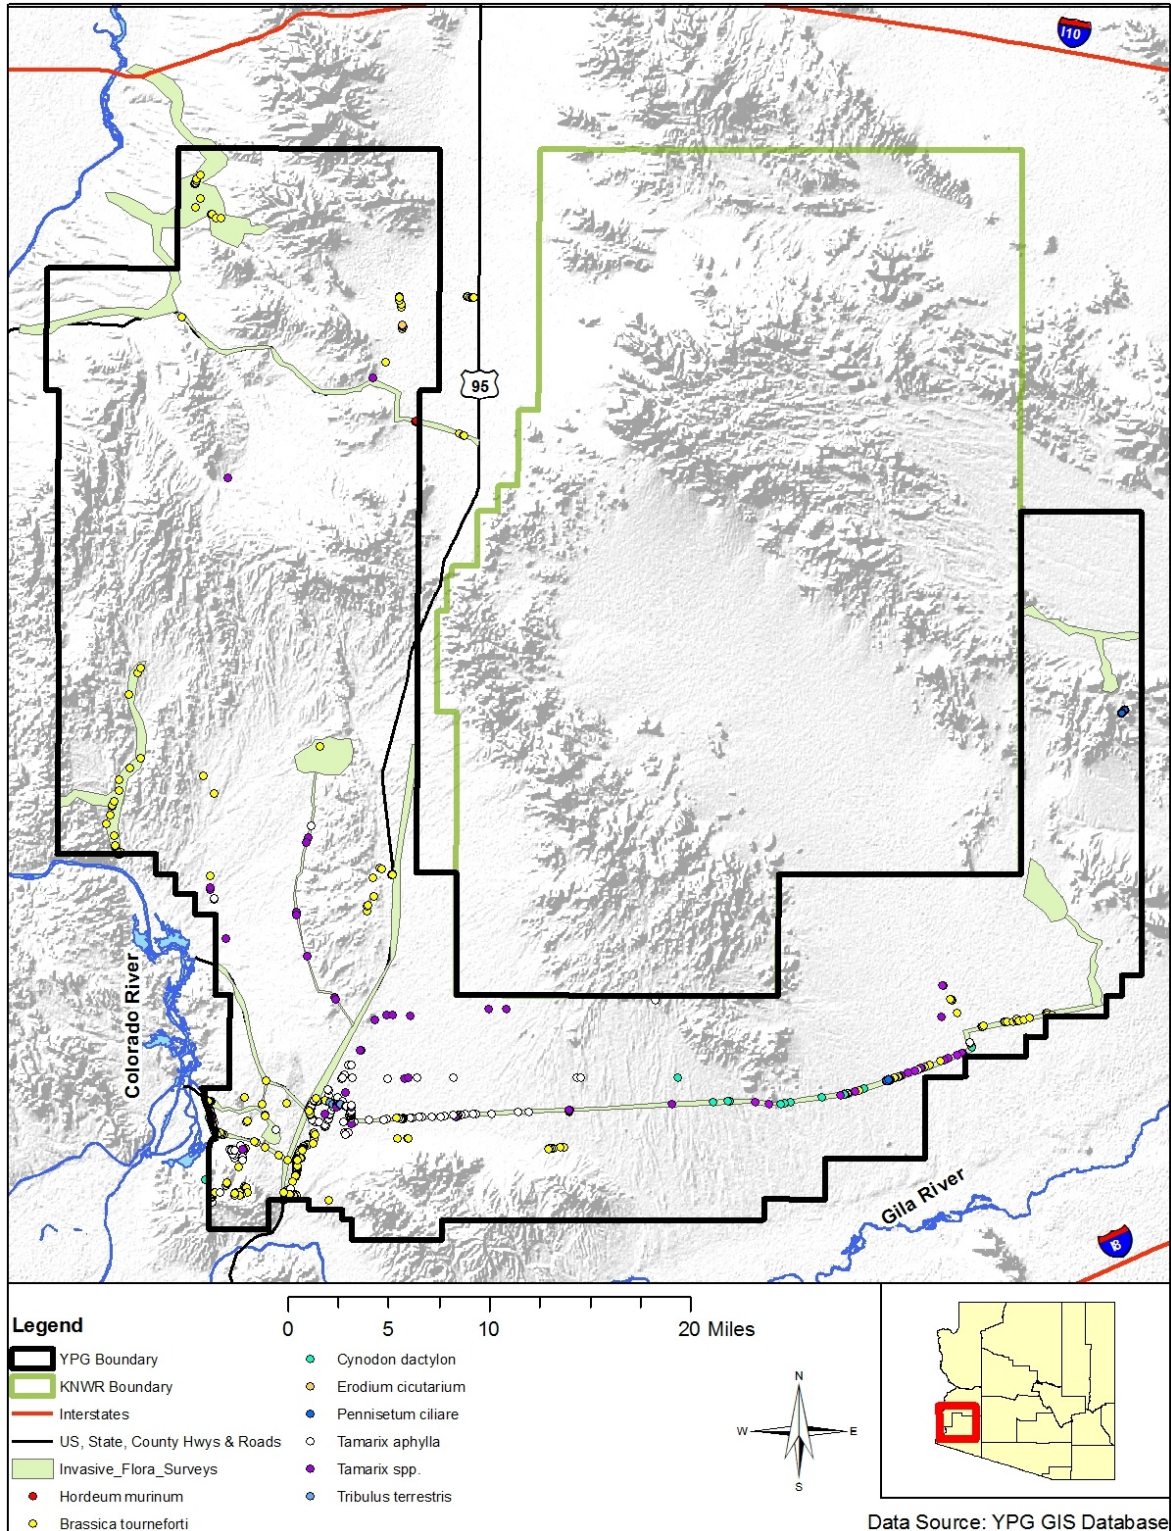 I10
95
Colorado River
Gila River
I8
Legend
0 5 10 20 Miles
YPG Boundary
KNWR Boundary
Interstates
US, State, County Hwys & Roads
Invasive_Flora_Surveys
Hordeum murinum
Brassica tourneforti
Cynodon dactylon
Erodium cicutarium
Pennisetum ciliare
Tamarix aphylla
Tamarix spp.
Tribulus terrestris
N
W E
S
Data Source: YPG GIS Database